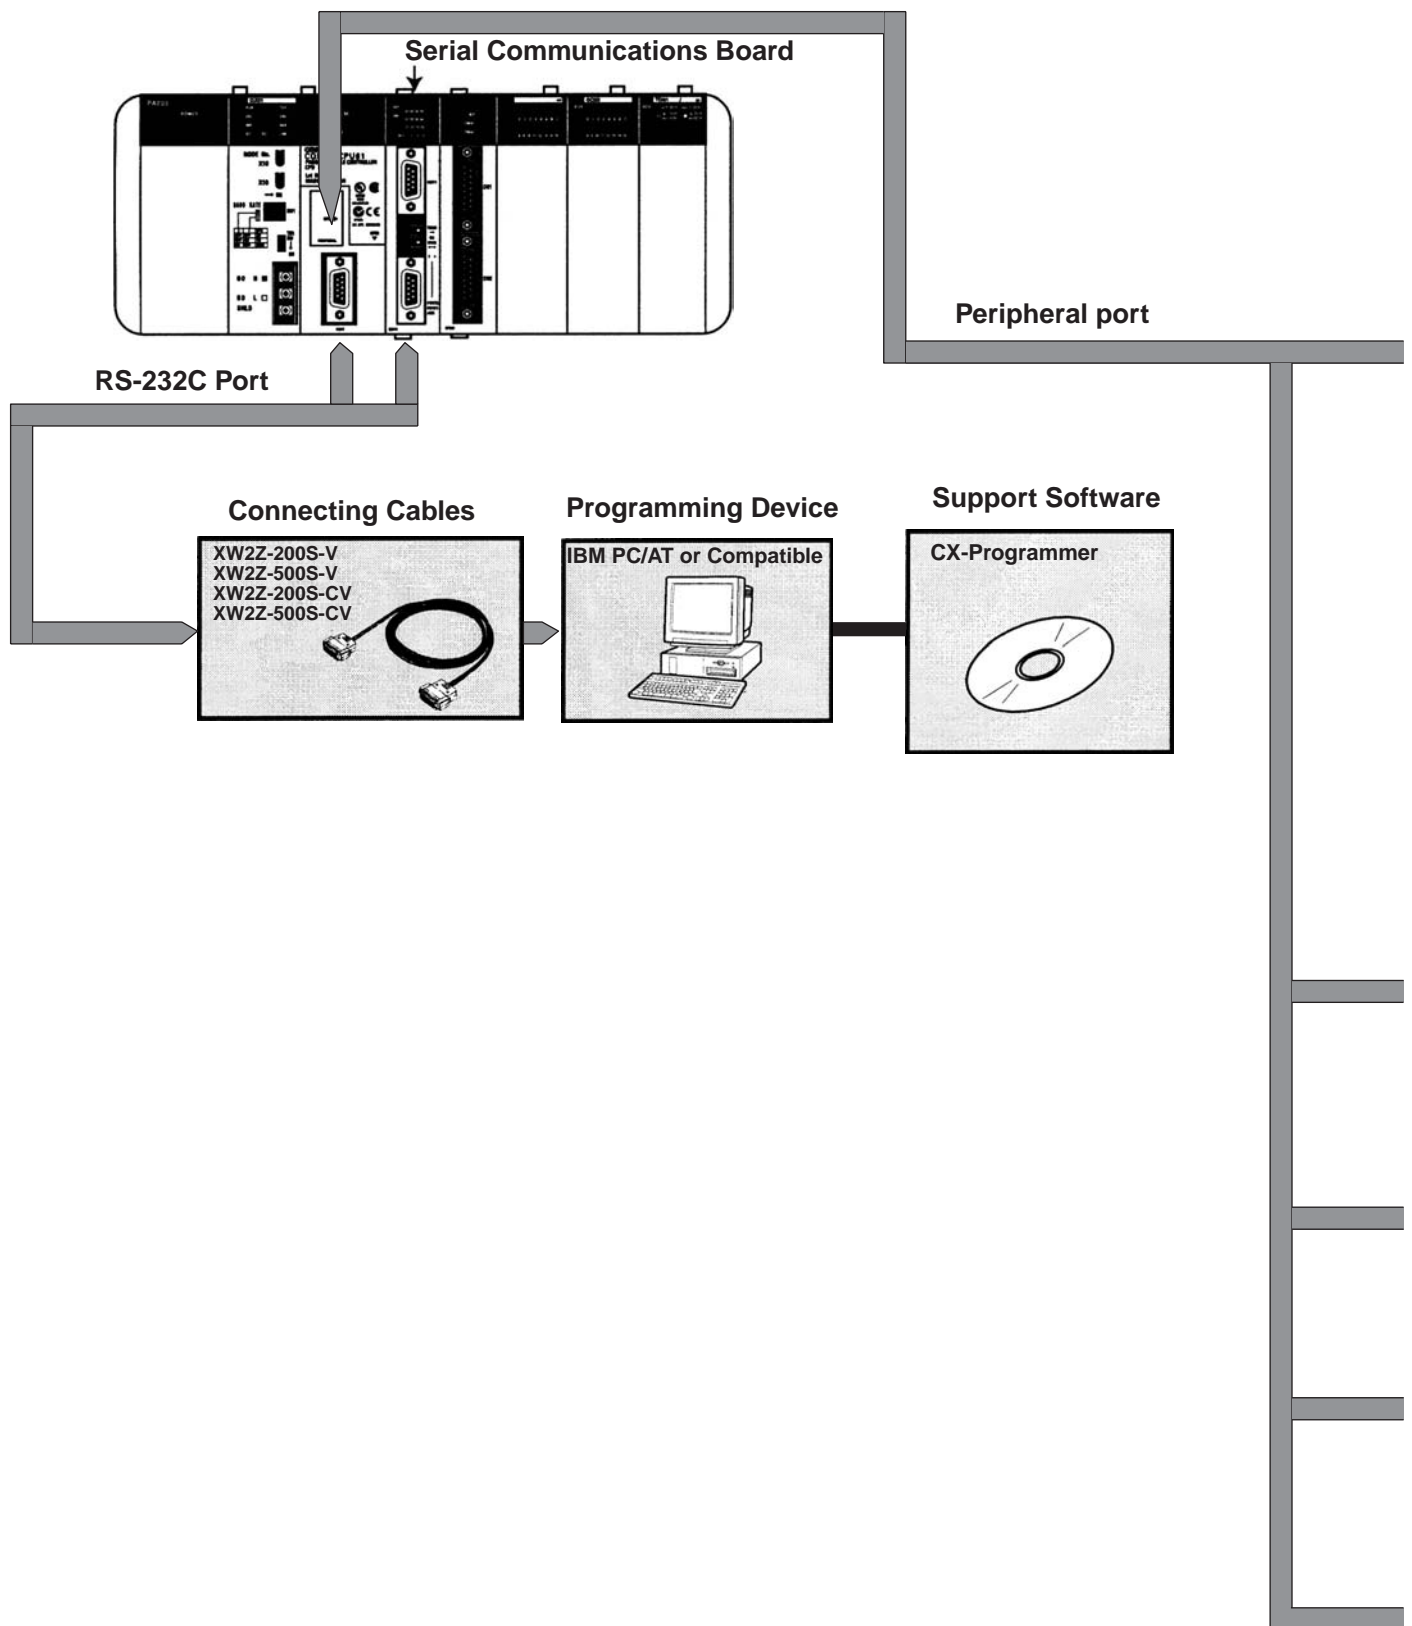 Serial Communications Board
Peripheral port
RS-232C Port
Connecting Cables
XW2Z-200S-V
XW2Z-500S-V
XW2Z-200S-CV
XW2Z-500S-CV
Programming Device
IBM PC/AT or Compatible
Support Software
CX-Programmer